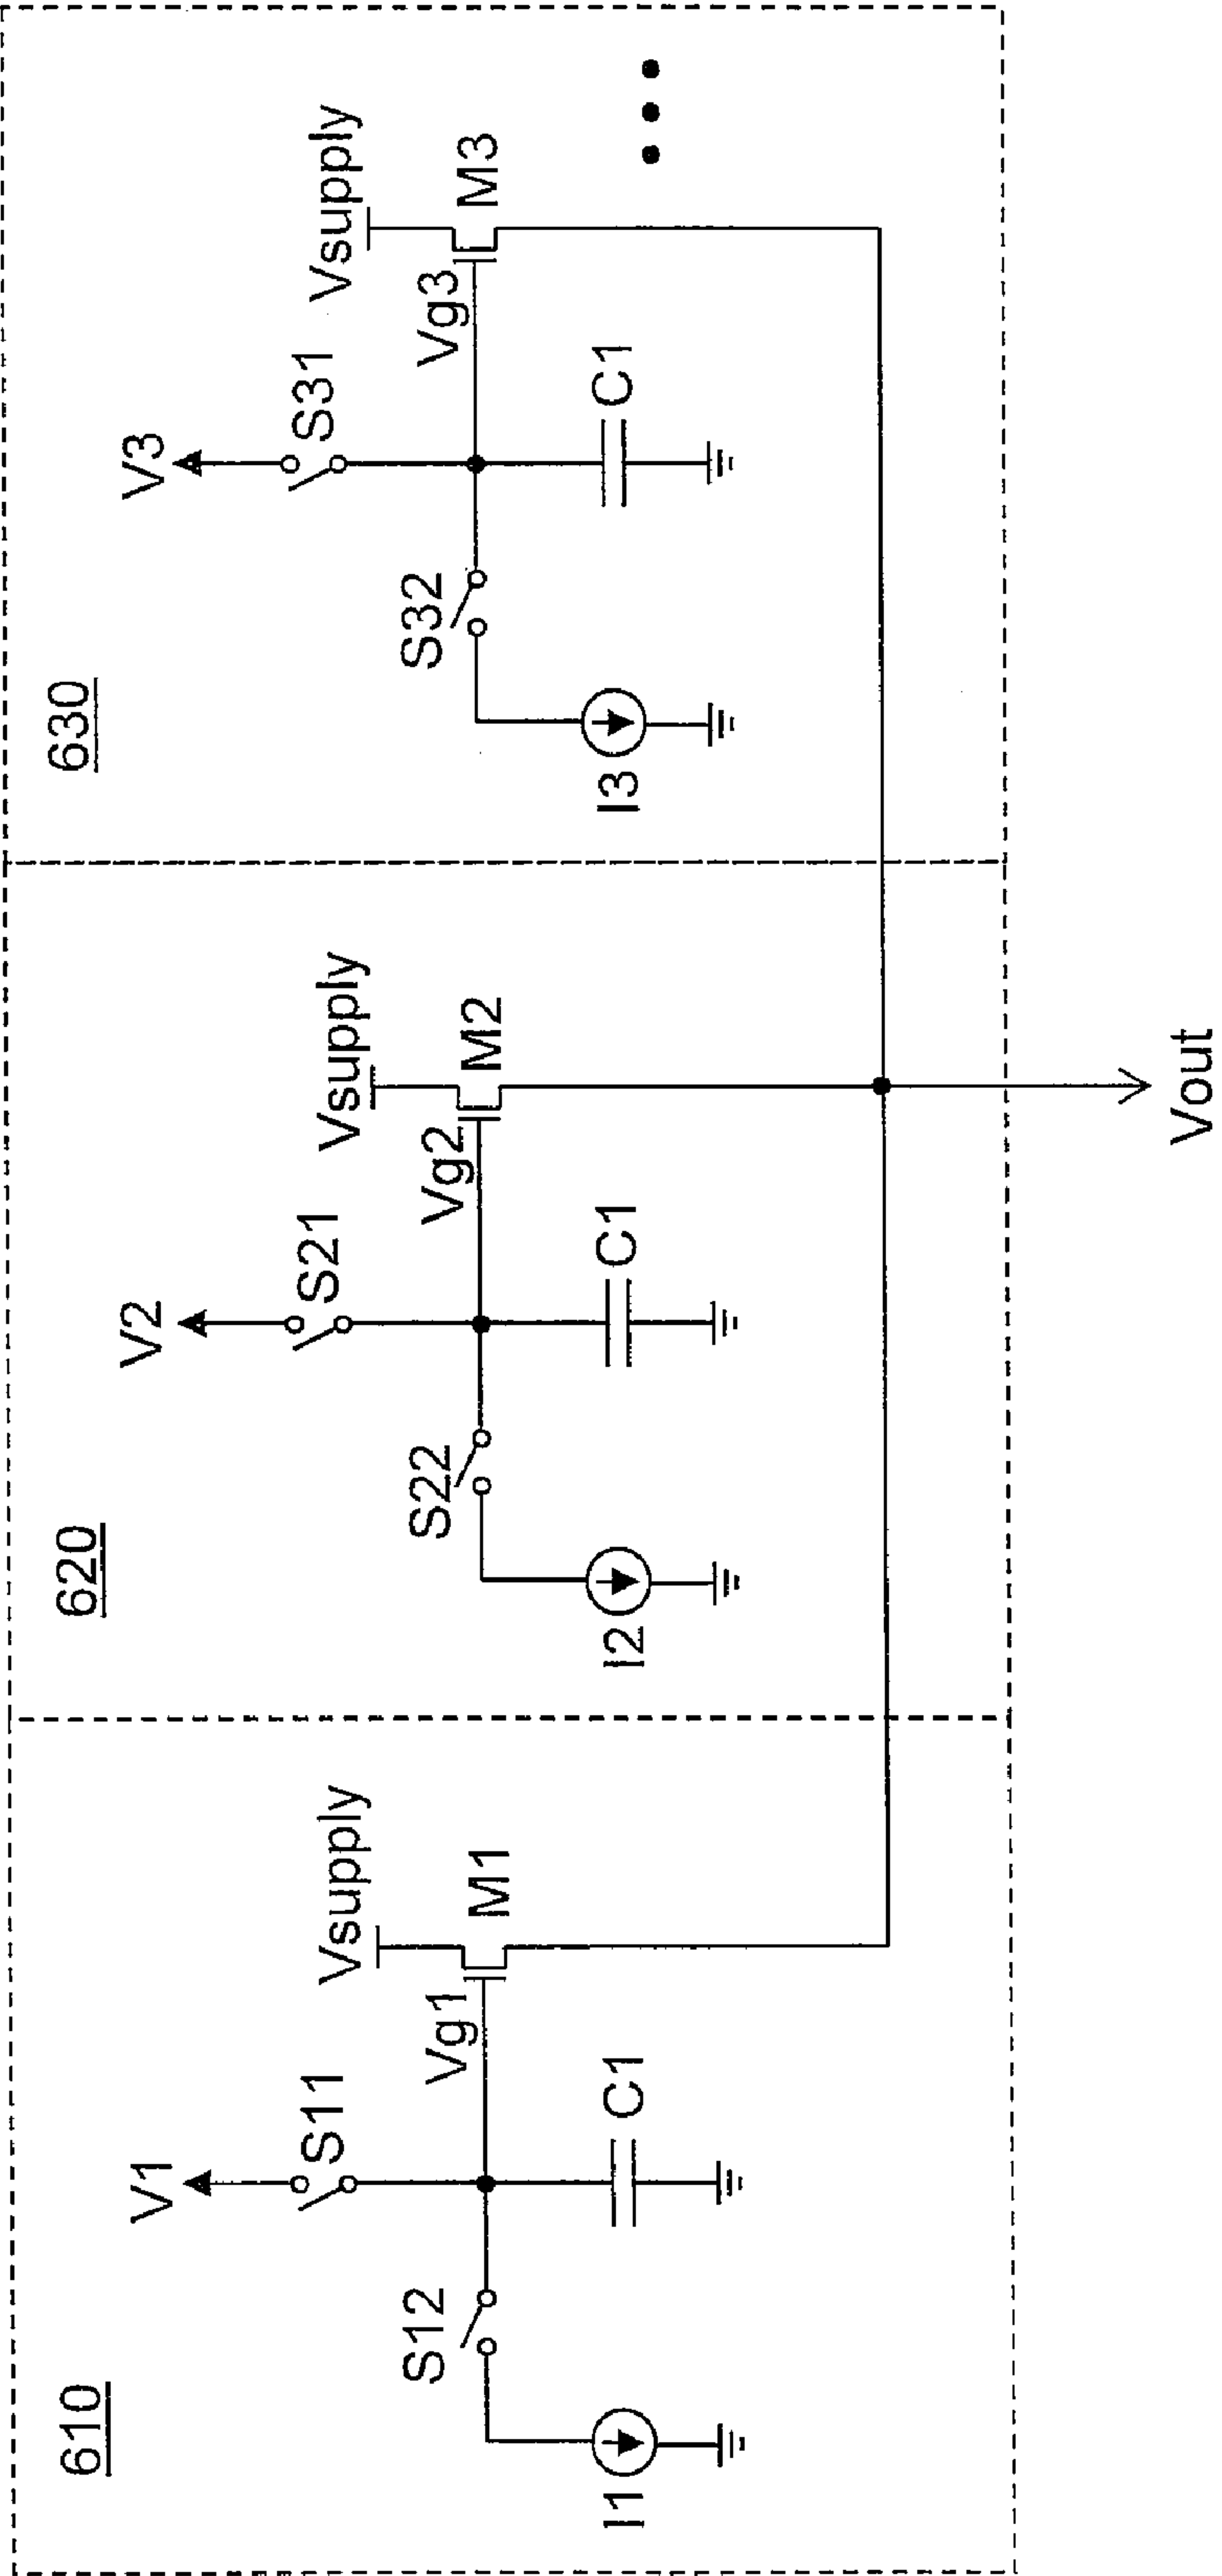 610
V1
S11
S12
Vsupply
Vg1
M1
C1
I1
620
V2
S21
S22
Vsupply
Vg2
M2
C1
I2
630
V3
S31
S32
Vsupply
Vg3
M3
C1
I3
Vout